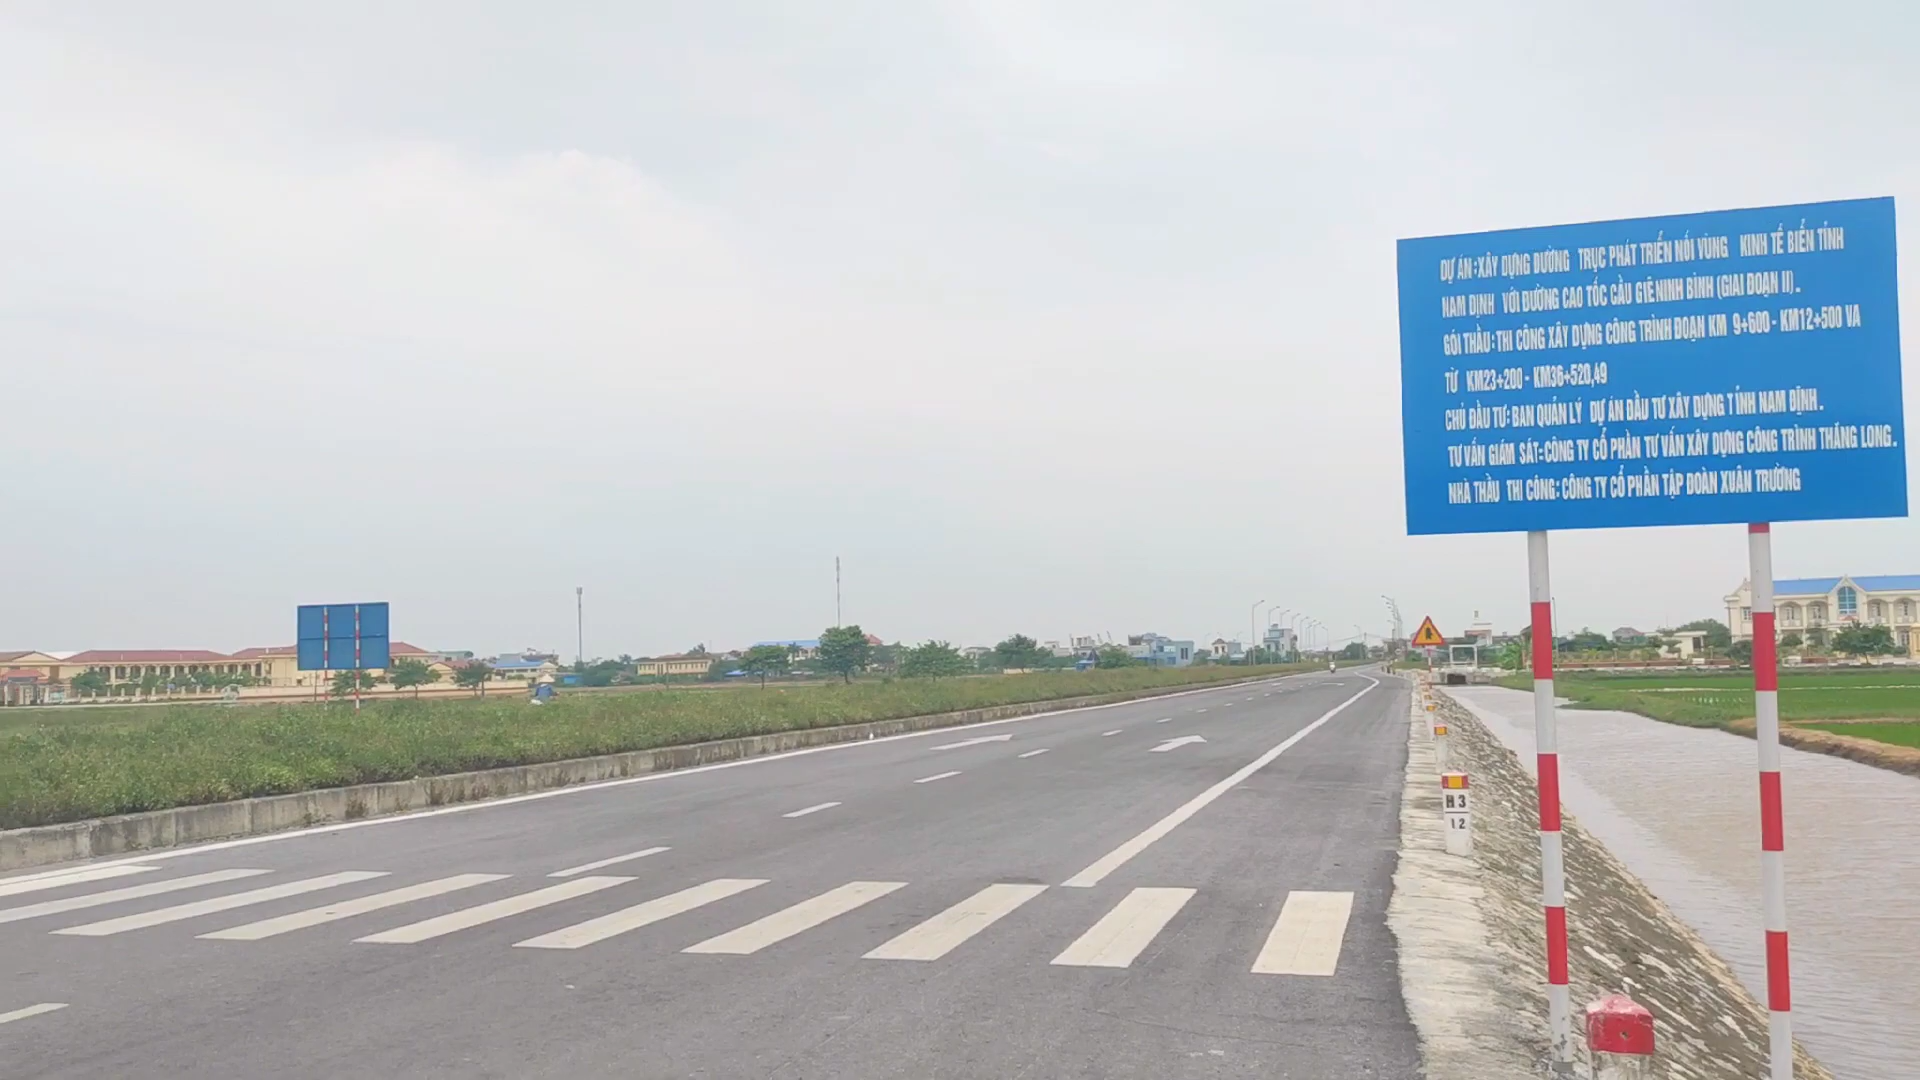 DỰ ÁN: XÂY DỰNG ĐƯỜNG TRỤC PHÁT TRIỂN NỐI VÙNG KINH TẾ BIỂN TỈNH
NAM ĐỊNH VỚI ĐƯỜNG CAO TỐC CẦU GIẼ NINH BÌNH (GIAI ĐOẠN II).
GÓI THẦU: THI CÔNG XÂY DỰNG CÔNG TRÌNH ĐOẠN KM 9+600 - KM12+500 VA
TỪ KM23+200 - KM36+520,49
CHỦ ĐẦU TƯ: BAN QUẢN LÝ DỰ ÁN ĐẦU TƯ XÂY DỰNG TỈNH NAM ĐỊNH.
TƯ VẤN GIÁM SÁT: CÔNG TY CỔ PHẦN TƯ VẤN XÂY DỰNG CÔNG TRÌNH THĂNG LONG.
NHÀ THẦU THI CÔNG: CÔNG TY CỔ PHẦN TẬP ĐOÀN XUÂN TRƯỜNG
H3
12